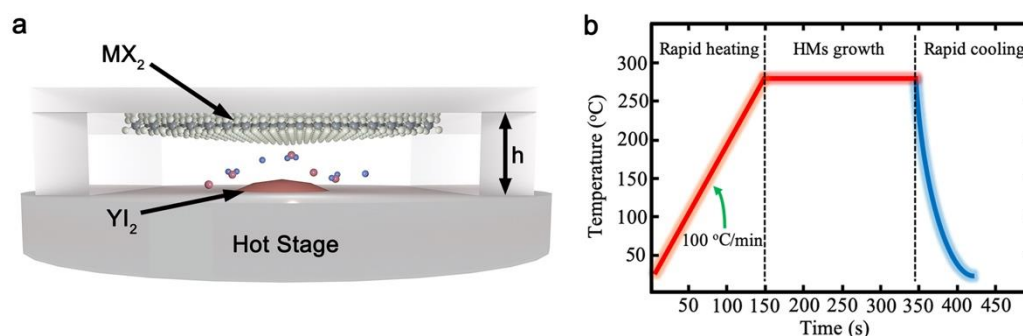 a
MX₂
h
YI₂
Hot Stage
b
Rapid heating
HMs growth
Rapid cooling
300
250
200
150
100
50
Temperature (°C)
100 °C/min
50 100 150 200 250 300 350 400 450
Time (s)